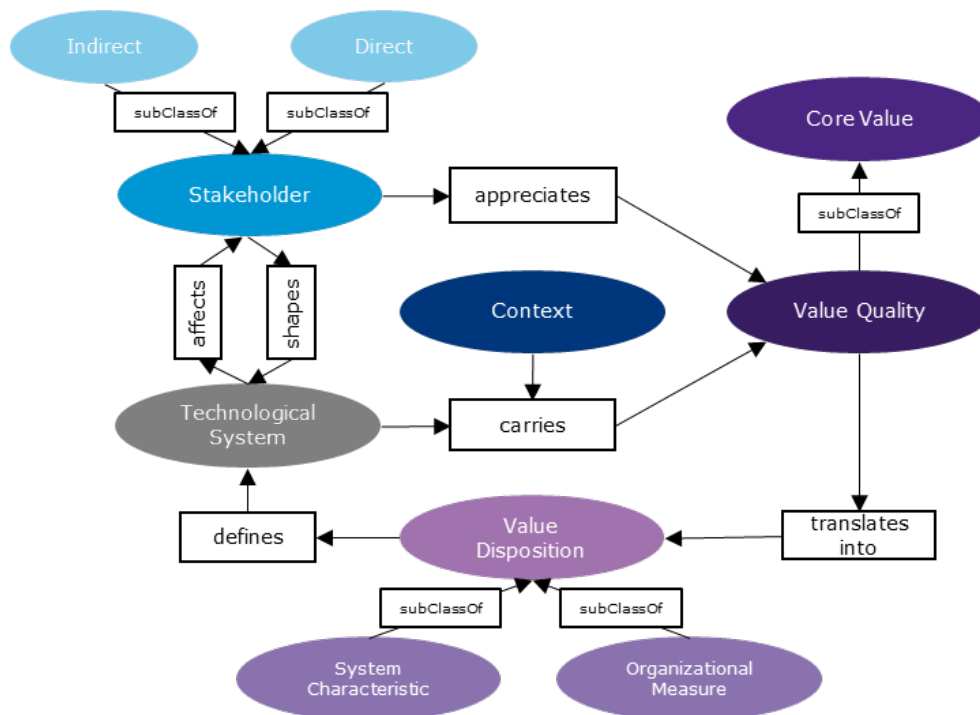 Indirect
Direct
subClassOf
subClassOf
Core Value
Stakeholder
appreciates
subClassOf
affects
shapes
Context
Value Quality
Technological
System
carries
defines
Value
Disposition
translates
into
subClassOf
subClassOf
System
Characteristic
Organizational
Measure